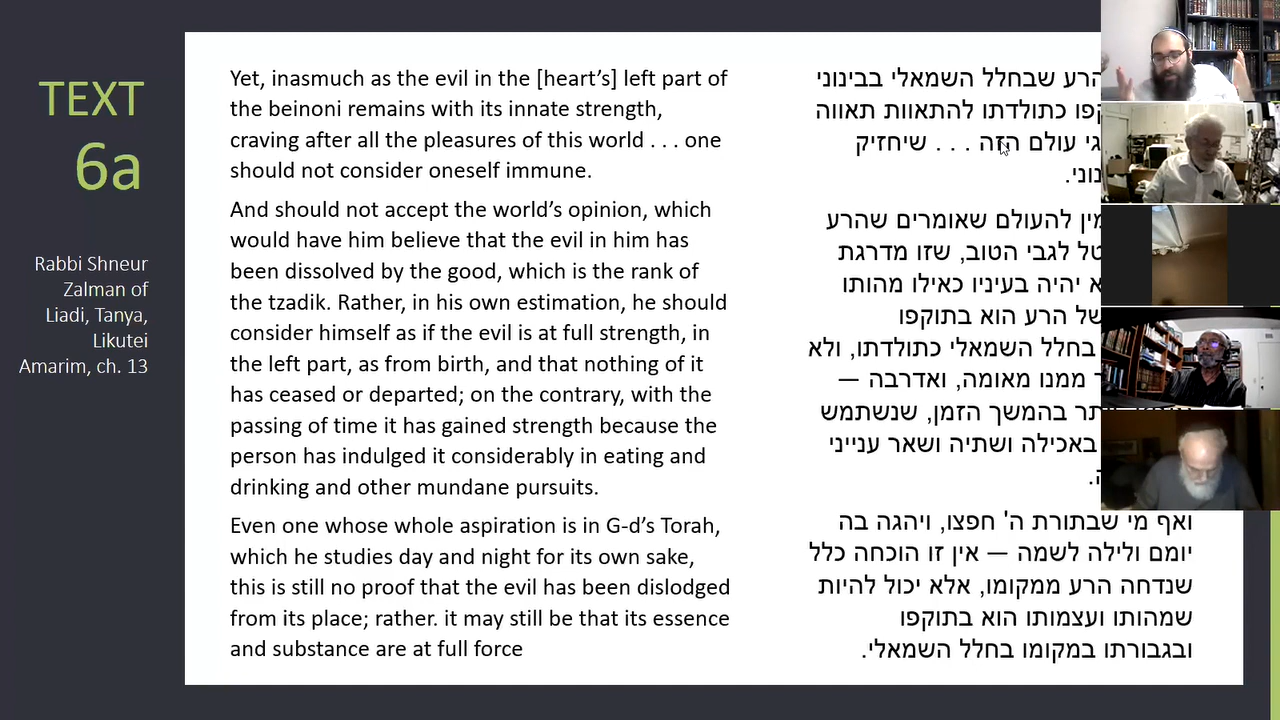 TEXT
6a
Rabbi Shneur
Zalman of
Liadi, Tanya,
Likutei
Amarim, ch. 13
Yet, inasmuch as the evil in the [heart’s] left part of
the beinoni remains with its innate strength,
craving after all the pleasures of this world . . . one
should not consider oneself immune.
And should not accept the world’s opinion, which
would have him believe that the evil in him has
been dissolved by the good, which is the rank of
the tzadik. Rather, in his own estimation, he should
consider himself as if the evil is at full strength, in
the left part, as from birth, and that nothing of it
has ceased or departed; on the contrary, with the
passing of time it has gained strength because the
person has indulged it considerably in eating and
drinking and other mundane pursuits.
Even one whose whole aspiration is in G-d’s Torah,
which he studies day and night for its own sake,
this is still no proof that the evil has been dislodged
from its place; rather. it may still be that its essence
and substance are at full force
הרע שבחלל השמאלי בבינוני
כתולדתו להתאוות תאווה
עולם הזה . . . שיחזיק
להעולם שאומרים שהרע
לגבי הטוב, שזו מדרגת
יהיה בעיניו כאילו מהותו
של הרע הוא בתוקפו
בחלל השמאלי כתולדתו, ולא
ממנו מאומה, ואדרבה —
בהמשך הזמן, שנשתמש
באכילה ושתיה ושאר ענייני
ואף מי שבתורת ה' חפצו, ויהגה בה
יומם ולילה לשמה — אין זו הוכחה כלל
שנדחה הרע ממקומו, אלא יכול להיות
שמהותו ועצמותו הוא בתוקפו
ובגבורתו במקומו בחלל השמאלי.